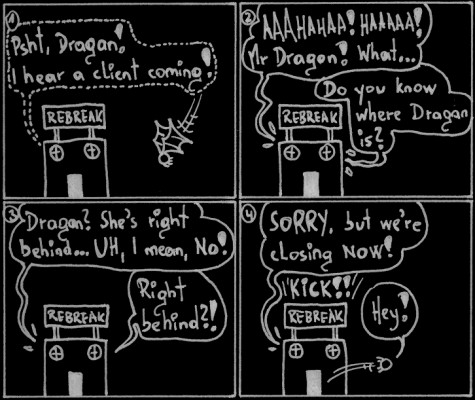 1
Psht, Dragan!
I hear a client coming!
REBREAK
2
AAAHAHAA! HAAAAA!
Mr Dragon! What...
Do you know
where Dragan
is?
REBREAK
3
Dragan? She's right
behind... UH, I mean, No!
Right
behind?!
REBREAK
4
SORRY, but we're
closing NOW!
KICK!!
REBREAK
Hey!